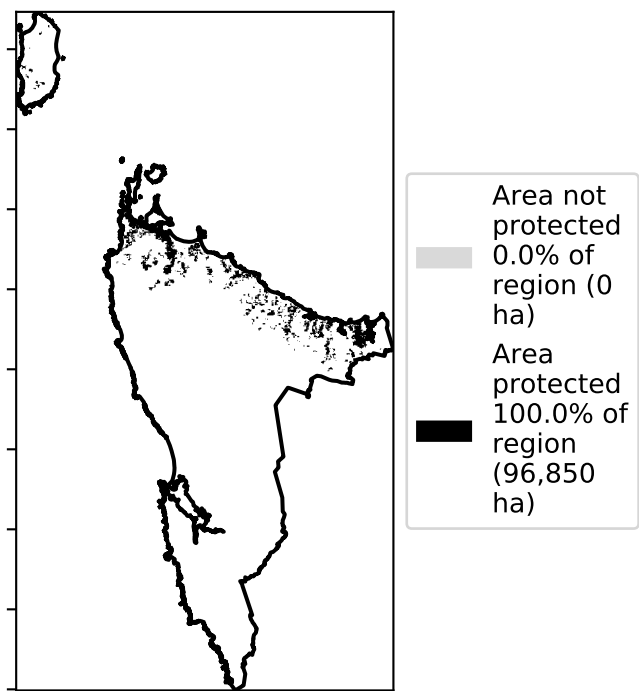 Area not
protected
0.0% of
region (0
ha)
Area
protected
100.0% of
region
(96,850
ha)